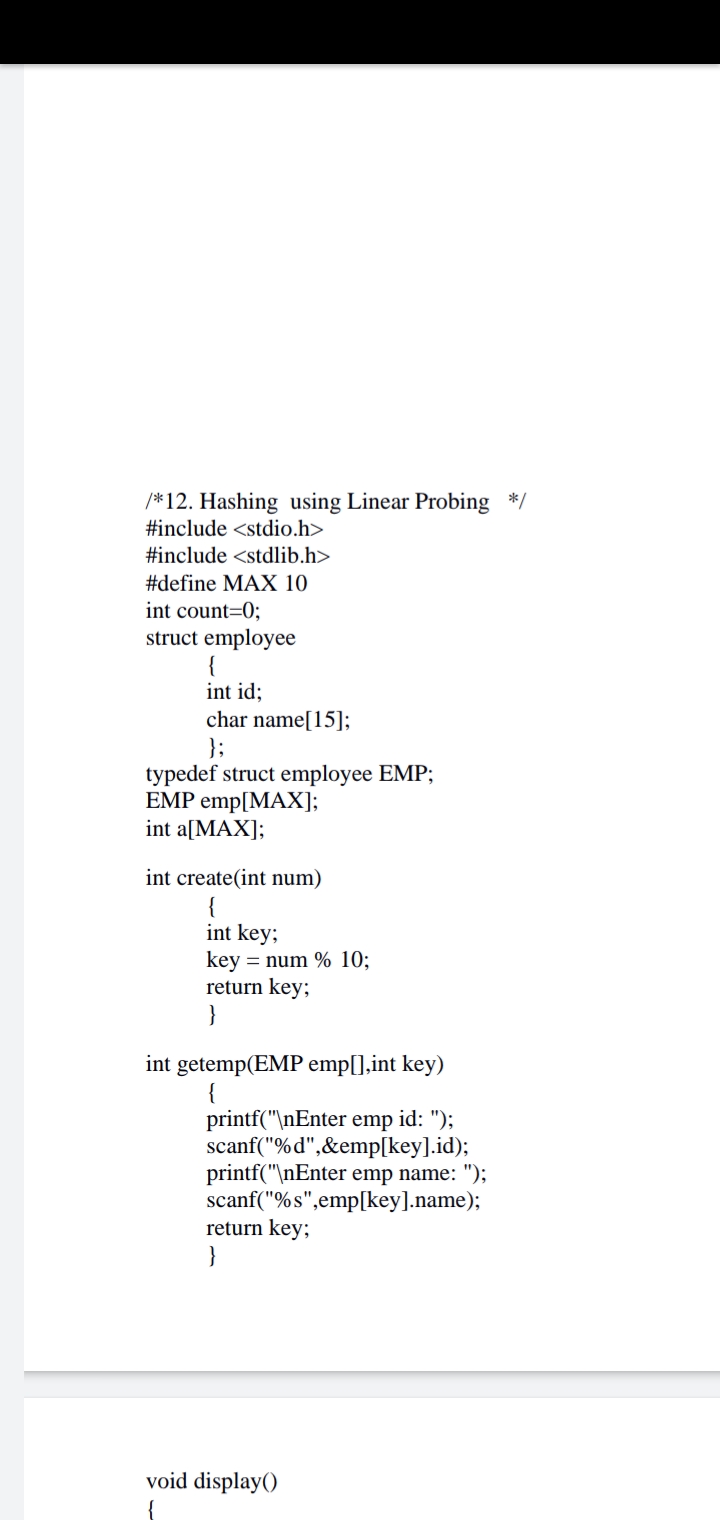 /*12. Hashing  using Linear Probing   */
#include <stdio.h>
#include <stdlib.h>
#define MAX 10
int count=0;
struct employee
{
int id;
char name[15];
};
typedef struct employee EMP;
EMP emp[MAX];
int a[MAX];
int create(int num)
{
int key;
key = num % 10;
return key;
}
int getemp(EMP emp[],int key)
{
printf("\nEnter emp id: ");
scanf("%d",&emp[key].id);
printf("\nEnter emp name: ");
scanf("%s",emp[key].name);
return key;
}
void display()
{